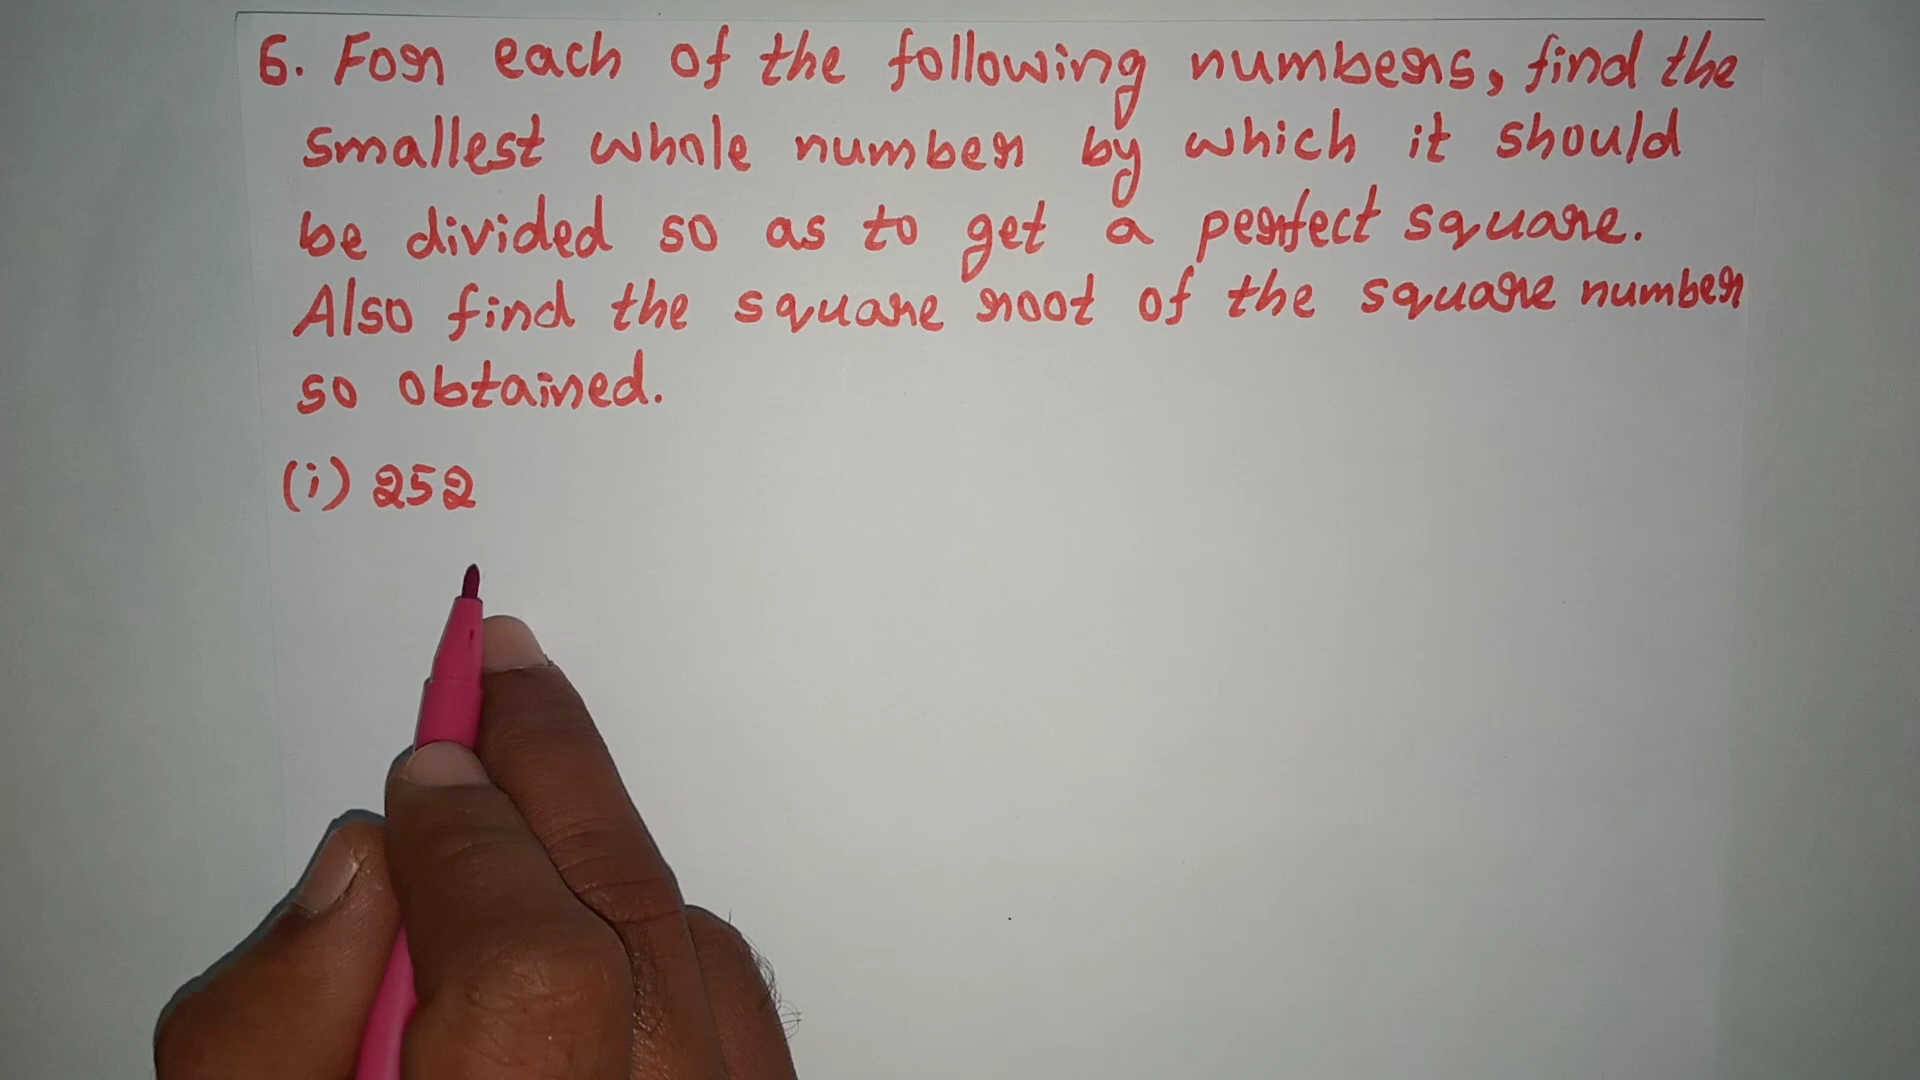 6. For each of the following numbers, find the
smallest whole number by which it should
be divided so as to get a perfect square.
Also find the square root of the square number
so obtained.
(i) 252